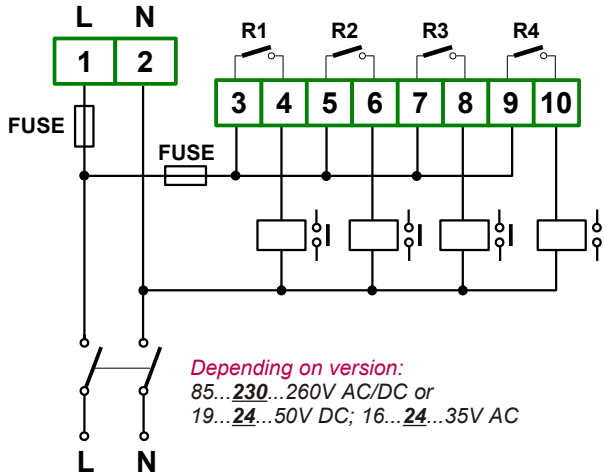 L N
R1 R2 R3 R4
1 2
3 4 5 6 7 8 9 10
FUSE
FUSE
I I I
Depending on version:
85...230...260V AC/DC or
19...24...50V DC; 16...24...35V AC
L N